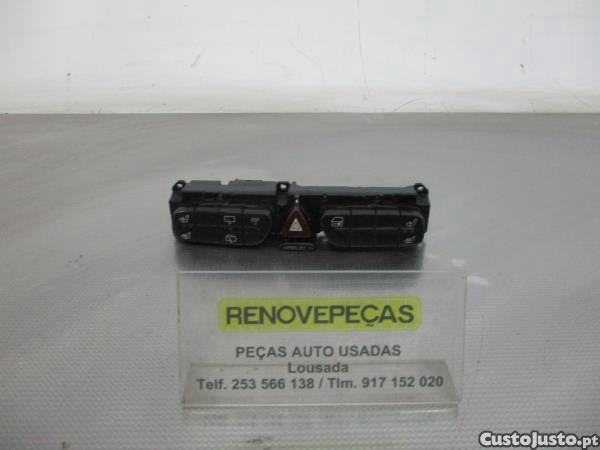 RENOVEPEÇAS
PEÇAS AUTO USADAS
Lousada
Telf. 253 566 138 / Tlm. 917 152 020
CustoJusto.pt